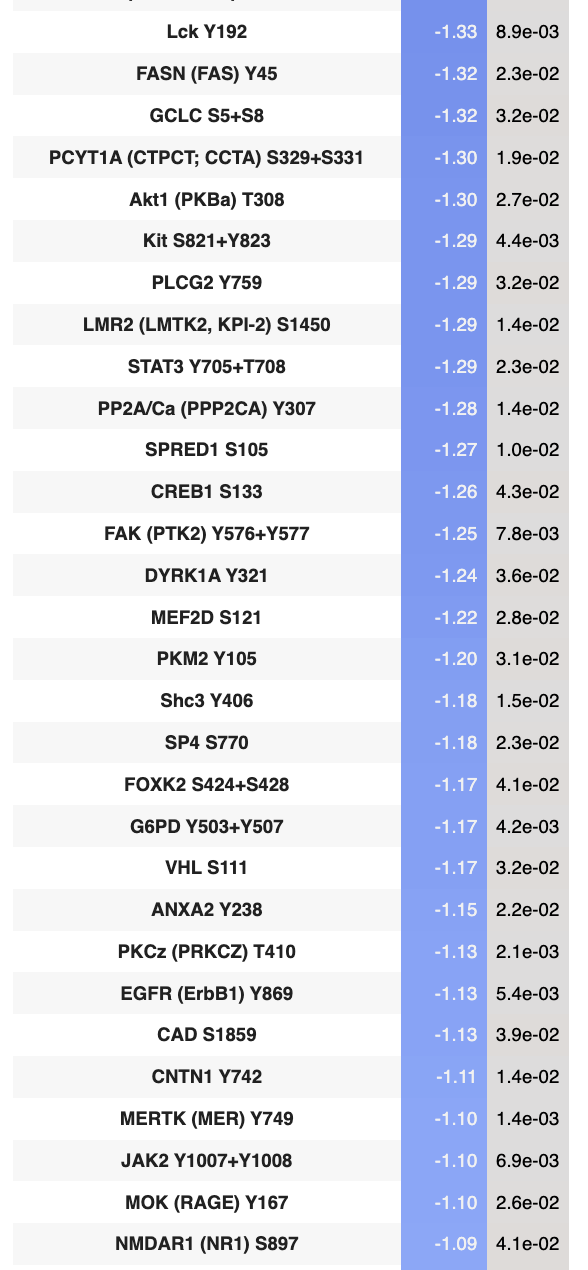 Lck Y192 -1.33 8.9e-03
FASN (FAS) Y45 -1.32 2.3e-02
GCLC S5+S8 -1.32 3.2e-02
PCYT1A (CTPCT; CCTA) S329+S331 -1.30 1.9e-02
Akt1 (PKBa) T308 -1.30 2.7e-02
Kit S821+Y823 -1.29 4.4e-03
PLCG2 Y759 -1.29 3.2e-02
LMR2 (LMTK2, KPI-2) S1450 -1.29 1.4e-02
STAT3 Y705+T708 -1.29 2.3e-02
PP2A/Ca (PPP2CA) Y307 -1.28 1.4e-02
SPRED1 S105 -1.27 1.0e-02
CREB1 S133 -1.26 4.3e-02
FAK (PTK2) Y576+Y577 -1.25 7.8e-03
DYRK1A Y321 -1.24 3.6e-02
MEF2D S121 -1.22 2.8e-02
PKM2 Y105 -1.20 3.1e-02
Shc3 Y406 -1.18 1.5e-02
SP4 S770 -1.18 2.3e-02
FOXK2 S424+S428 -1.17 4.1e-02
G6PD Y503+Y507 -1.17 4.2e-03
VHL S111 -1.17 3.2e-02
ANXA2 Y238 -1.15 2.2e-02
PKCz (PRKCZ) T410 -1.13 2.1e-03
EGFR (ErbB1) Y869 -1.13 5.4e-03
CAD S1859 -1.13 3.9e-02
CNTN1 Y742 -1.11 1.4e-02
MERTK (MER) Y749 -1.10 1.4e-03
JAK2 Y1007+Y1008 -1.10 6.9e-03
MOK (RAGE) Y167 -1.10 2.6e-02
NMDAR1 (NR1) S897 -1.09 4.1e-02